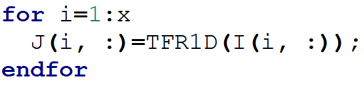 for i=1:x
  J(i, :)=TFR1D(I(i, :));
endfor